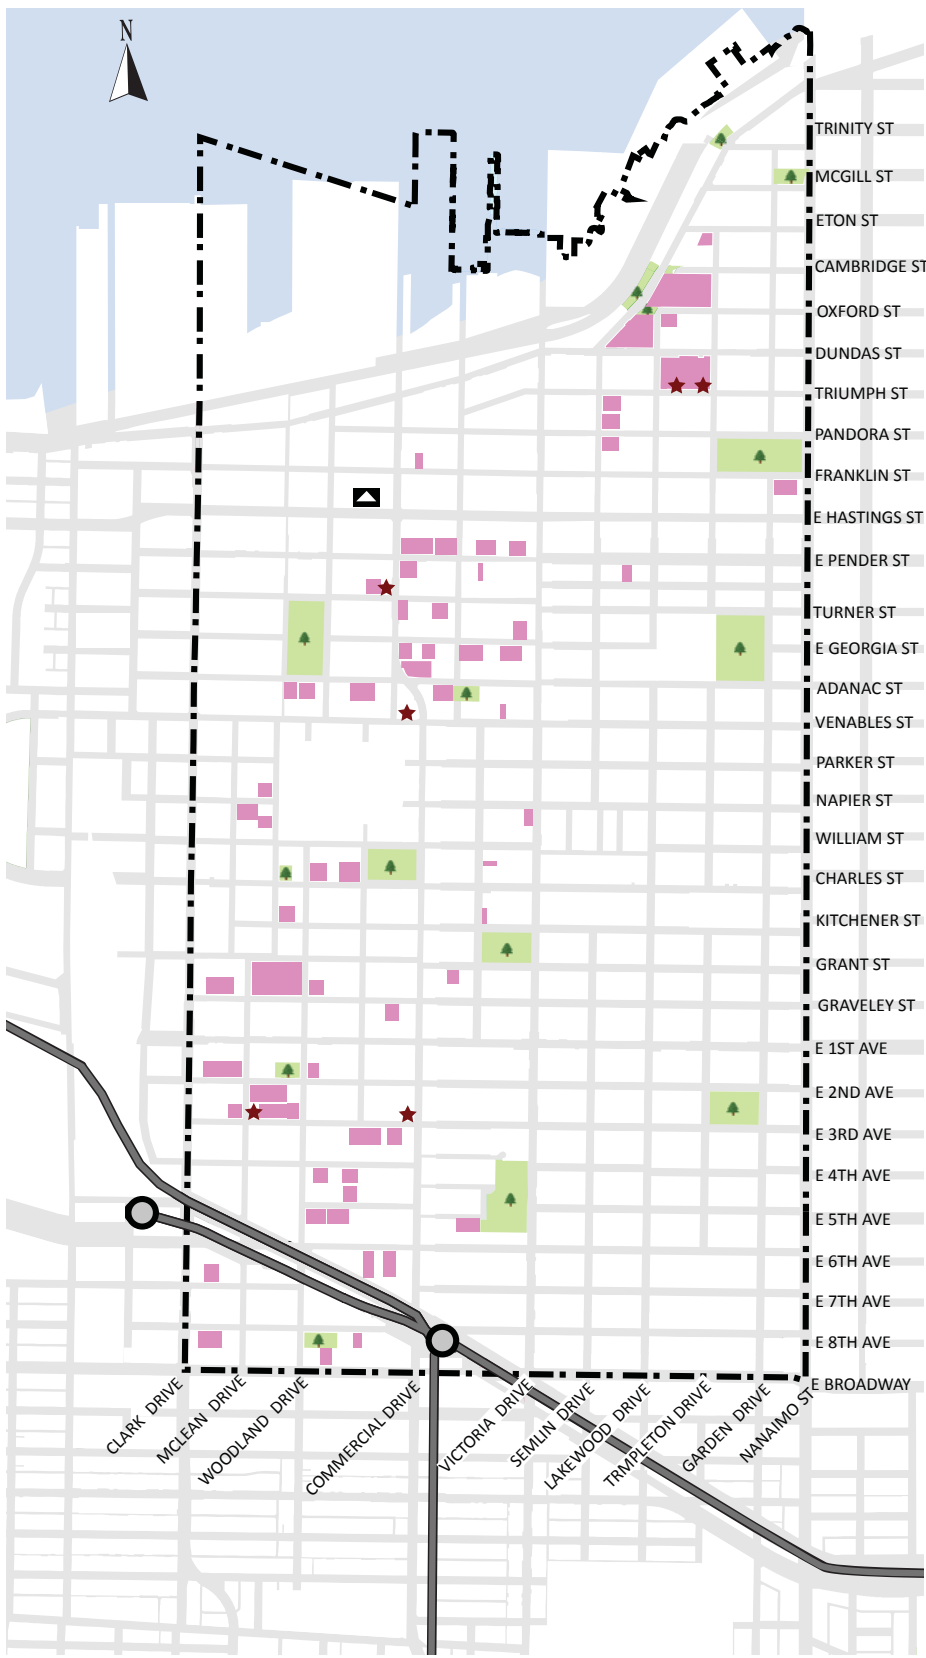 N
TRINITY ST
MCGILL ST
ETON ST
CAMBRIDGE ST
OXFORD ST
DUNDAS ST
TRIUMPH ST
PANDORA ST
FRANKLIN ST
E HASTINGS ST
E PENDER ST
TURNER ST
E GEORGIA ST
ADANAC ST
VENABLES ST
PARKER ST
NAPIER ST
WILLIAM ST
CHARLES ST
KITCHENER ST
GRANT ST
GRAVELEY ST
E 1ST AVE
E 2ND AVE
E 3RD AVE
E 4TH AVE
E 5TH AVE
E 6TH AVE
E 7TH AVE
E 8TH AVE
E BROADWAY
CLARK DRIVE
MCLEAN DRIVE
WOODLAND DRIVE
COMMERCIAL DRIVE
VICTORIA DRIVE
SEMLIN DRIVE
LAKEWOOD DRIVE
TRMPLETON DRIVE
GARDEN DRIVE
NANAIMO ST